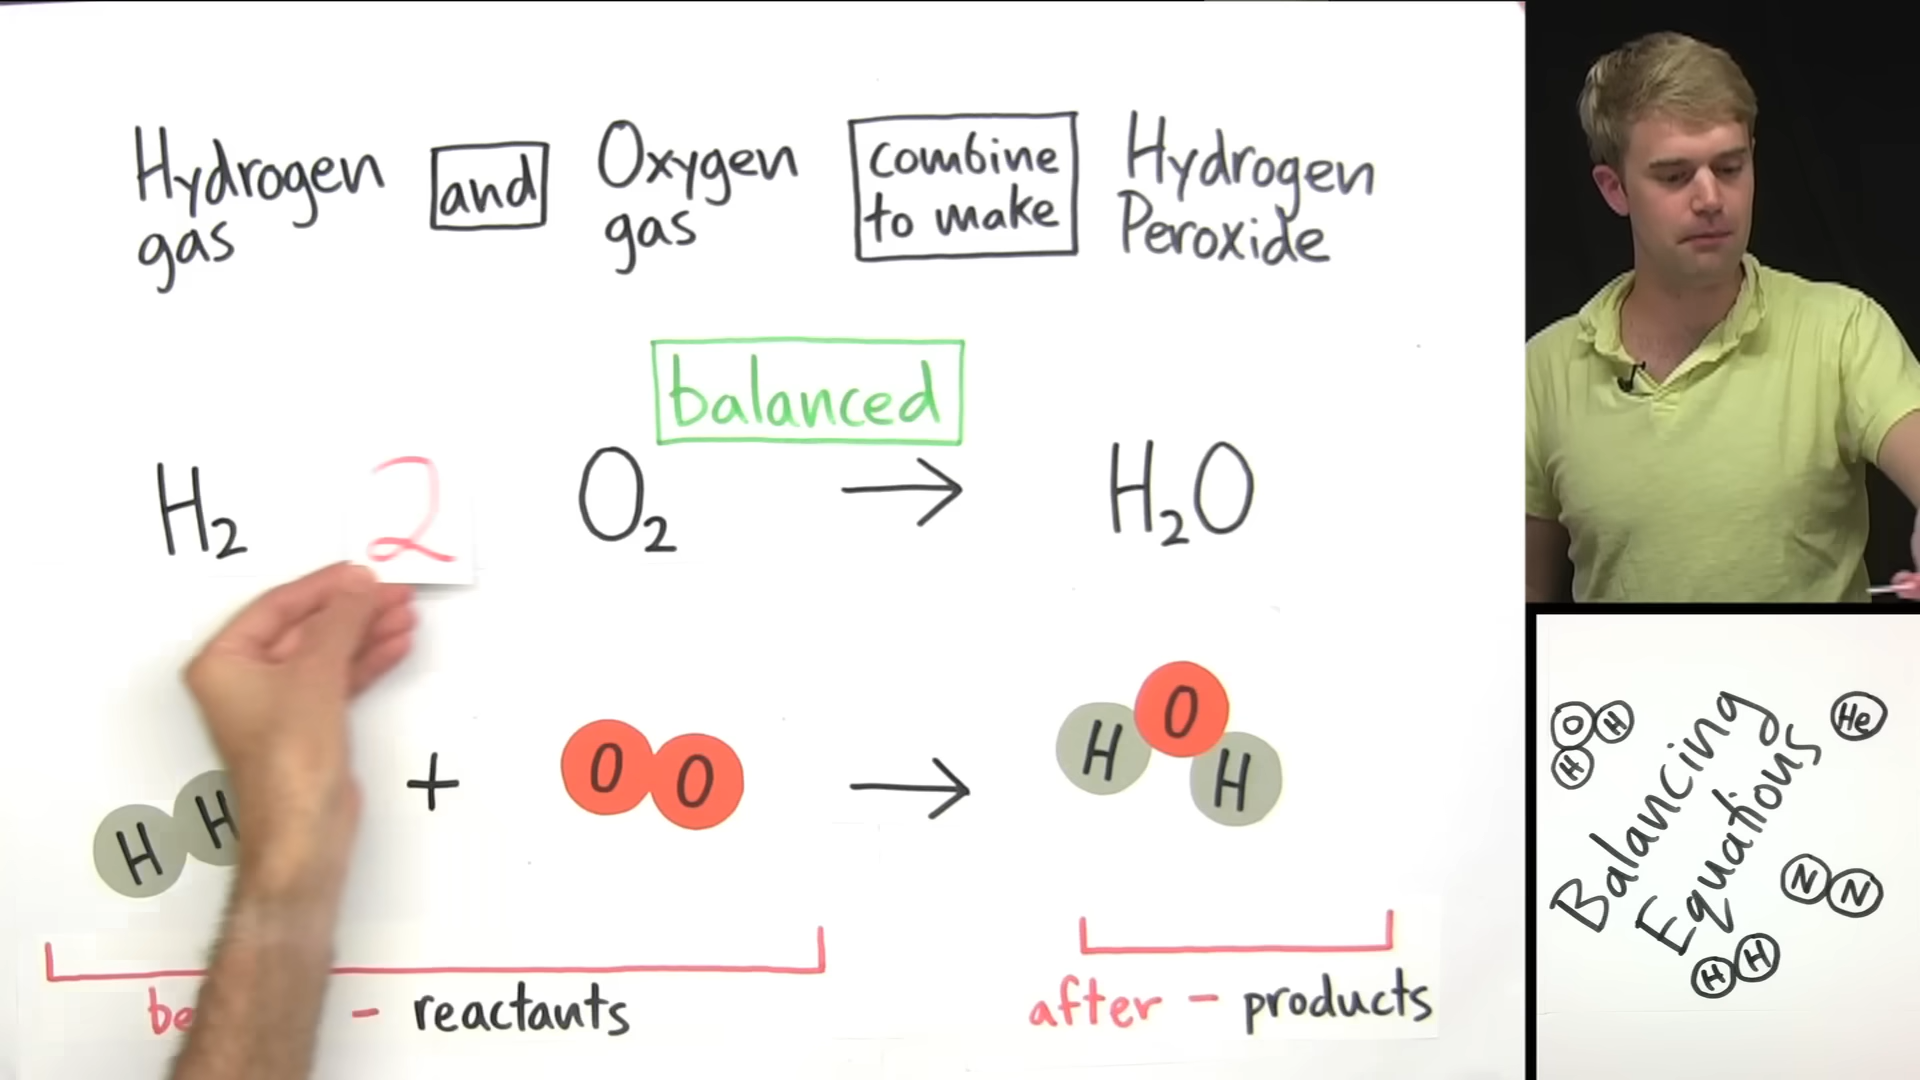 Hydrogen gas
and
Oxygen gas
combine to make
Hydrogen Peroxide
balanced
H₂ 2 O₂ → H₂O
H H + O O → H O H
- reactants
after - products
Balancing Equations
O H H
He
N N
H H